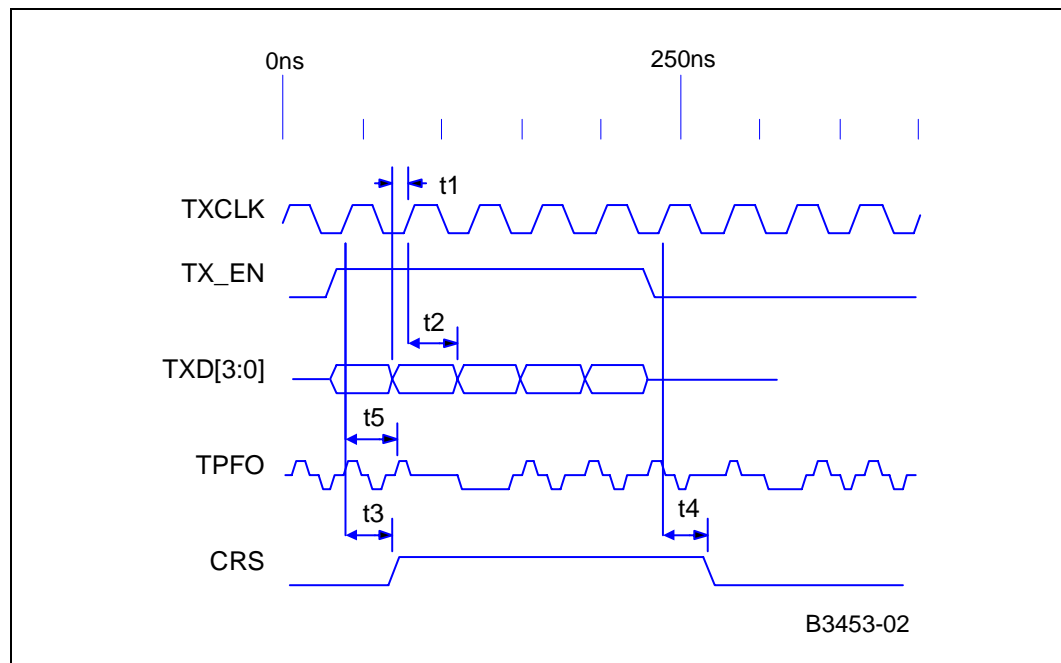 0ns 250ns
t1
TXCLK
TX_EN
t2
TXD[3:0]
t5
TPFO
t3 t4
CRS
B3453-02